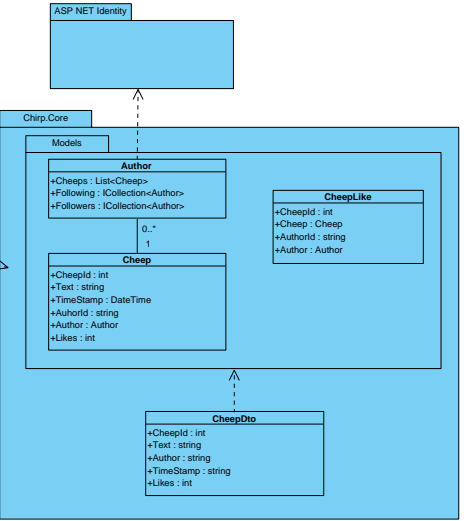 ASP NET Identity
Chirp.Core
Models
Author
+Cheeps : List<Cheep>
+Following : ICollection<Author>
+Followers : ICollection<Author>
0..*
1
Cheep
+CheepId : int
+Text : string
+TimeStamp : DateTime
+AuhorId : string
+Author : Author
+Likes : int
CheepLike
+CheepId : int
+Cheep : Cheep
+AuthorId : string
+Author : Author
CheepDto
+CheepId : int
+Text : string
+Author : string
+TimeStamp : string
+Likes : int